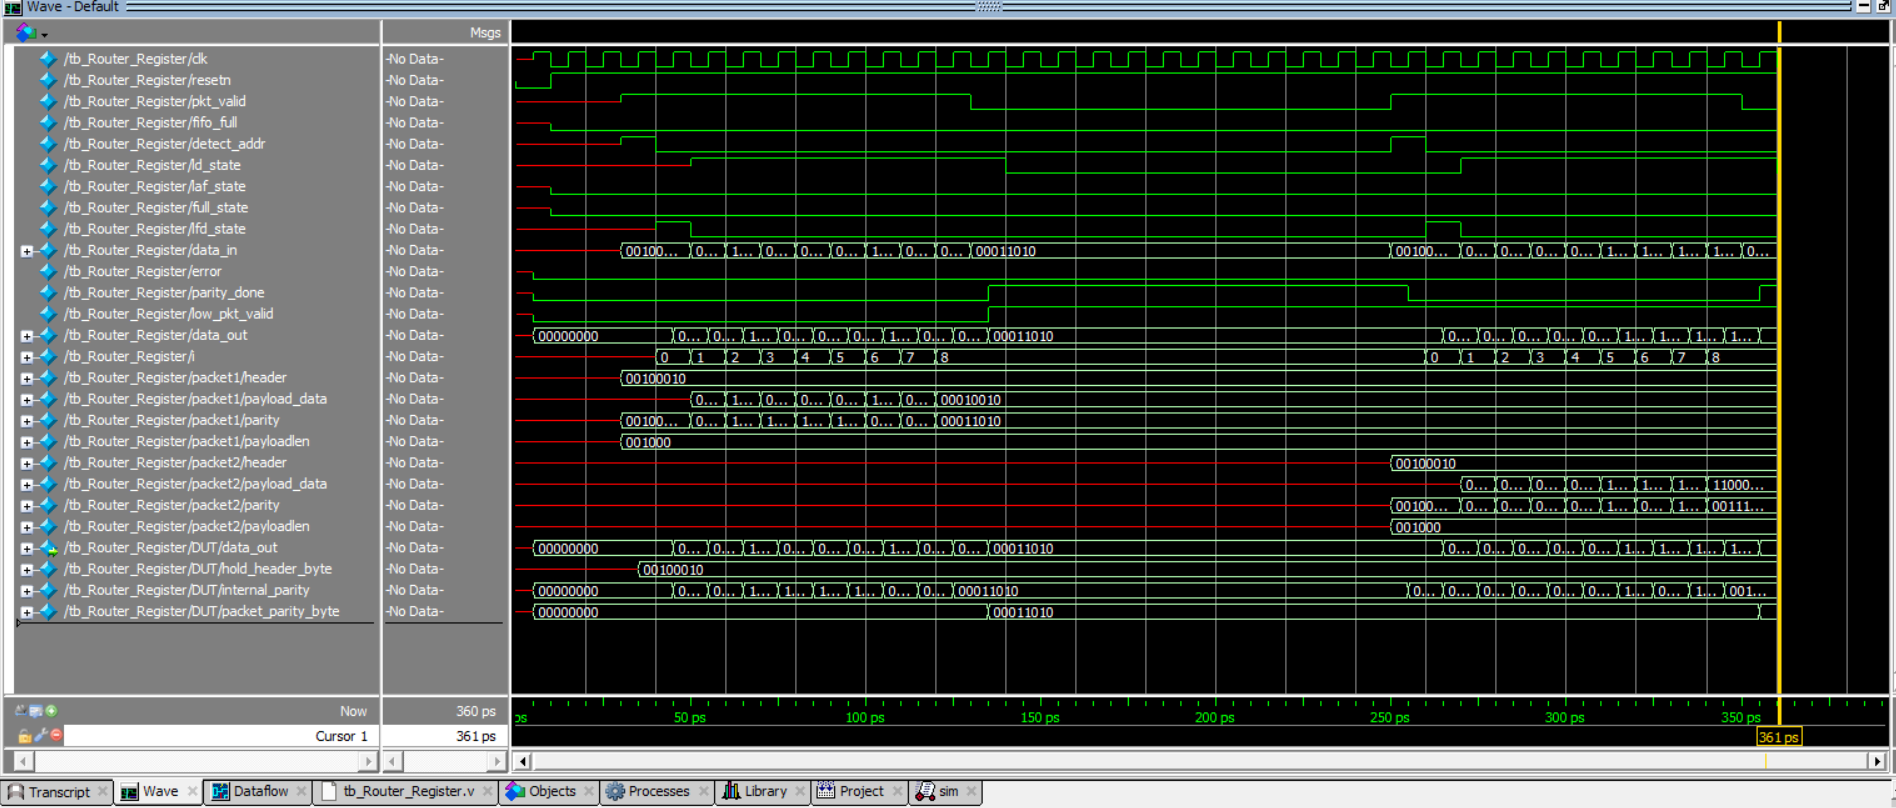 Wave - Default
Msgs
/tb_Router_Register/clk -No Data-
/tb_Router_Register/resetn -No Data-
/tb_Router_Register/pkt_valid -No Data-
/tb_Router_Register/fifo_full -No Data-
/tb_Router_Register/detect_addr -No Data-
/tb_Router_Register/ld_state -No Data-
/tb_Router_Register/laf_state -No Data-
/tb_Router_Register/full_state -No Data-
/tb_Router_Register/lfd_state -No Data-
/tb_Router_Register/data_in -No Data- 00100... 0... 1... 0... 0... 0... 1... 0... 0... 00011010 00100... 0... 0... 0... 0... 1... 1... 1... 1... 0...
/tb_Router_Register/error -No Data-
/tb_Router_Register/parity_done -No Data-
/tb_Router_Register/low_pkt_valid -No Data-
/tb_Router_Register/data_out -No Data- 00000000 0... 0... 1... 0... 0... 0... 1... 0... 0... 00011010 0... 0... 0... 0... 0... 1... 1... 1... 1...
/tb_Router_Register/i -No Data- 0 1 2 3 4 5 6 7 8 0 1 2 3 4 5 6 7 8
/tb_Router_Register/packet1/header -No Data- 00100010
/tb_Router_Register/packet1/payload_data -No Data- 0... 1... 0... 0... 0... 1... 0... 00010010
/tb_Router_Register/packet1/parity -No Data- 00100... 0... 1... 1... 1... 1... 0... 0... 00011010
/tb_Router_Register/packet1/payloadlen -No Data- 001000
/tb_Router_Register/packet2/header -No Data- 00100010
/tb_Router_Register/packet2/payload_data -No Data- 0... 0... 0... 0... 1... 1... 1... 11000...
/tb_Router_Register/packet2/parity -No Data- 00100... 0... 0... 0... 0... 1... 0... 1... 00111...
/tb_Router_Register/packet2/payloadlen -No Data- 001000
/tb_Router_Register/DUT/data_out -No Data- 00000000 0... 0... 1... 0... 0... 0... 1... 0... 0... 00011010 0... 0... 0... 0... 0... 1... 1... 1... 1...
/tb_Router_Register/DUT/hold_header_byte -No Data- 00100010
/tb_Router_Register/DUT/internal_parity -No Data- 00000000 0... 0... 1... 1... 1... 1... 0... 0... 00011010 0... 0... 0... 0... 0... 0... 1... 0... 1... 001...
/tb_Router_Register/DUT/packet_parity_byte -No Data- 00000000 00011010
Now 360 ps ps 50 ps 100 ps 150 ps 200 ps 250 ps 300 ps 350 ps
Cursor 1 361 ps 361 ps
Transcript Wave Dataflow tb_Router_Register.v Objects Processes Library Project sim